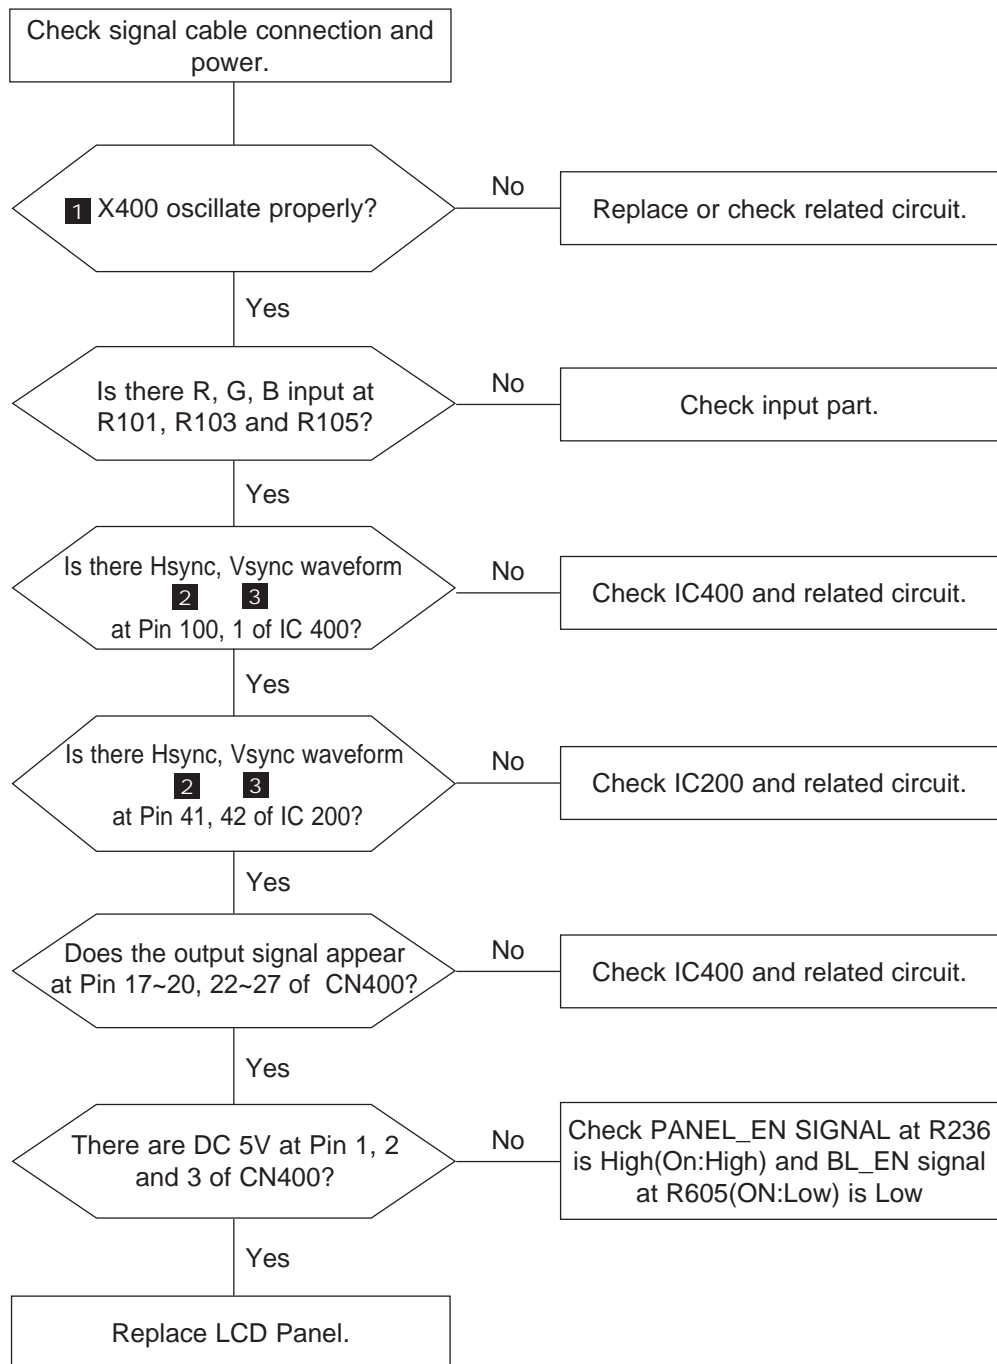 Check signal cable connection and
power.
1 X400 oscillate properly?
No
Replace or check related circuit.
Yes
Is there R, G, B input at
R101, R103 and R105?
No
Check input part.
Yes
Is there Hsync, Vsync waveform
2 3
at Pin 100, 1 of IC 400?
No
Check IC400 and related circuit.
Yes
Is there Hsync, Vsync waveform
2 3
at Pin 41, 42 of IC 200?
No
Check IC200 and related circuit.
Yes
Does the output signal appear
at Pin 17~20, 22~27 of CN400?
No
Check IC400 and related circuit.
Yes
There are DC 5V at Pin 1, 2
and 3 of CN400?
No
Check PANEL_EN SIGNAL at R236
is High(On:High) and BL_EN signal
at R605(ON:Low) is Low
Yes
Replace LCD Panel.